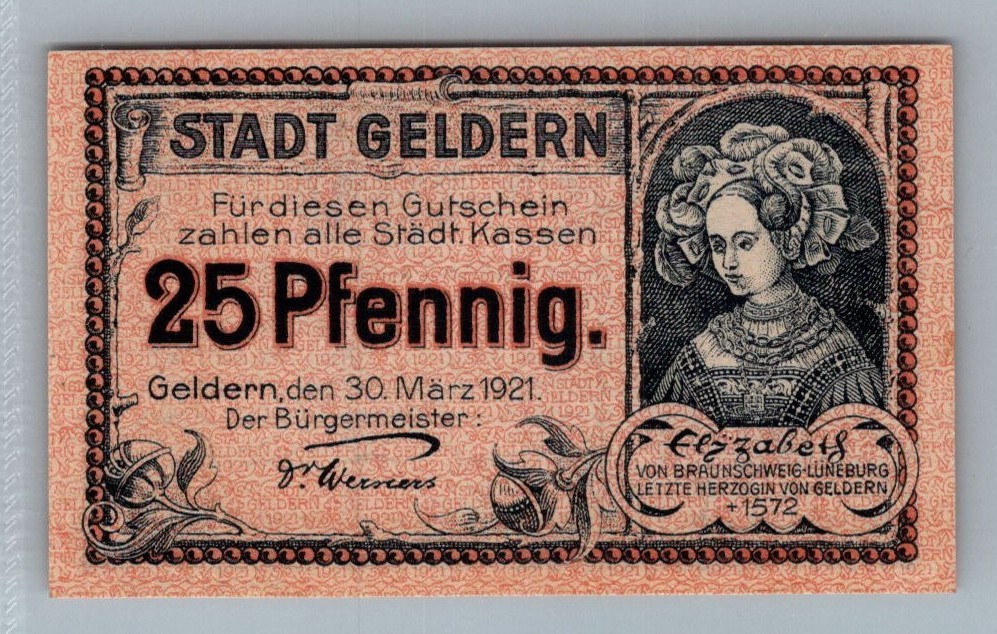 STADT GELDERN
Für diesen Gutschein
zahlen alle Städt. Kassen
25 Pfennig.
Geldern, den 30. März 1921.
Der Bürgermeister:
Dr. Werners
Elyzabeth
VON BRAUNSCHWEIG-LÜNEBURG
LETZTE HERZOGIN VON GELDERN
+1572